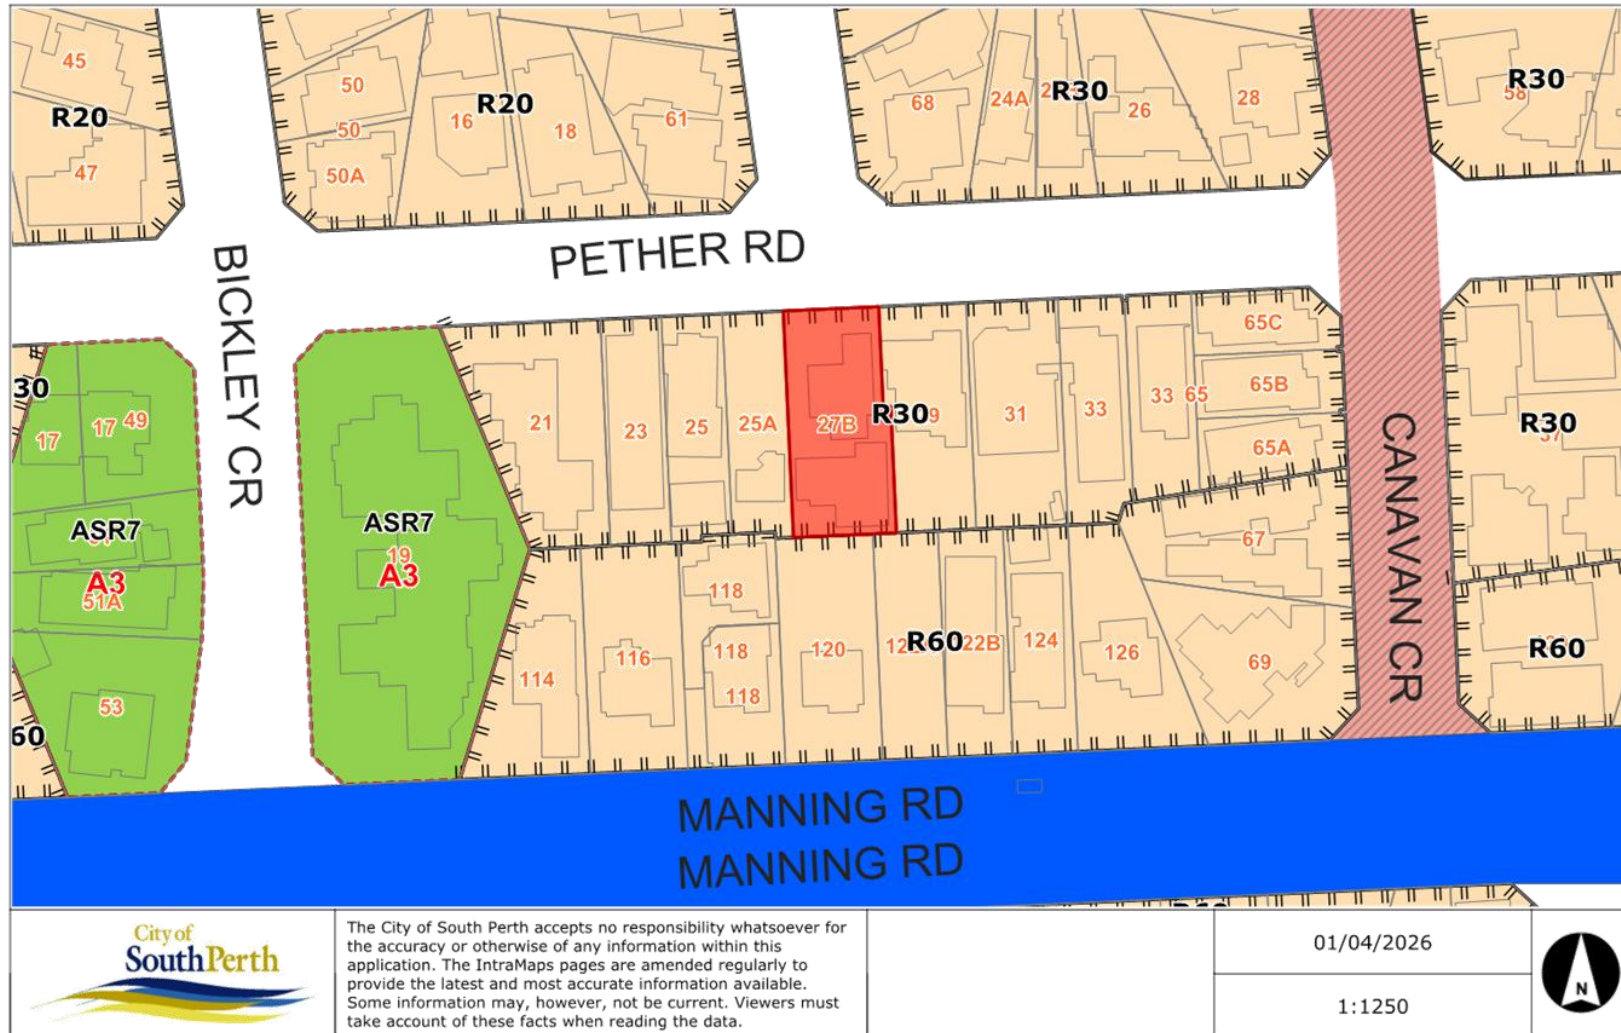 45
R20
47
50
50
50A
16
R20
18
61
68
24A
R30
26
28
R30
58
PETHER RD
BICKLEY CR
30
17
17
49
ASR7
A3
51A
53
60
ASR7
19
A3
21
23
25
25A
27B
R30
31
33
33
65
65C
65B
65A
R30
CANAVAN CR
67
114
116
118
118
118
120
R60
22B
124
126
69
R60
MANNING RD
MANNING RD
City of
SouthPerth
The City of South Perth accepts no responsibility whatsoever for
the accuracy or otherwise of any information within this
application. The IntraMaps pages are amended regularly to
provide the latest and most accurate information available.
Some information may, however, not be current. Viewers must
take account of these facts when reading the data.
01/04/2026
1:1250
N